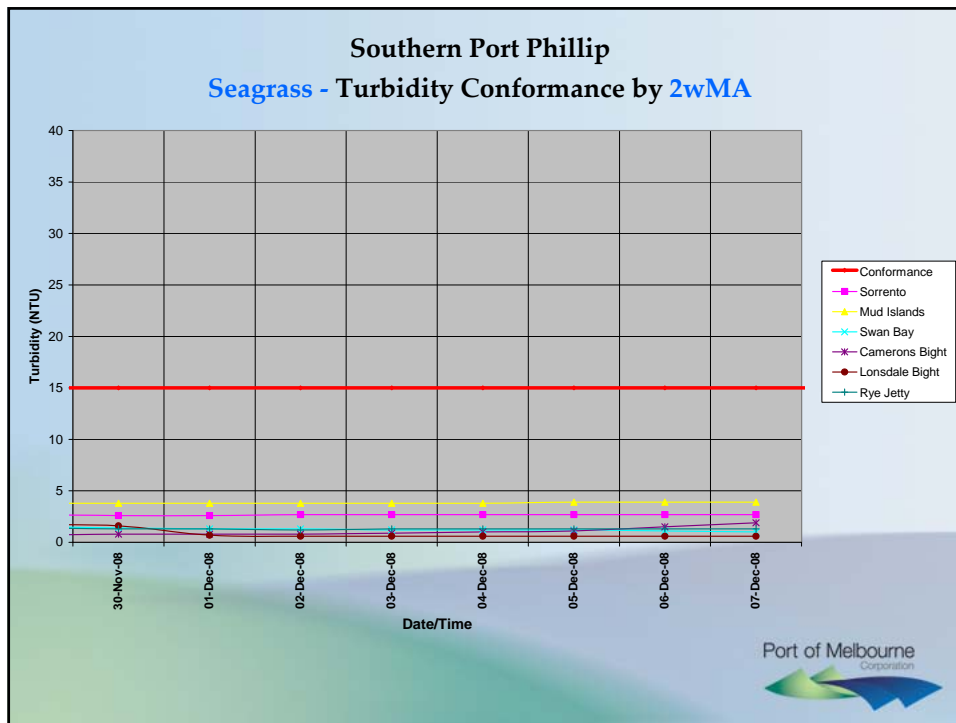 Southern Port Phillip
Seagrass - Turbidity Conformance by 2wMA
40
35
30
25
20
15
10
5
0
Turbidity (NTU)
30-Nov-08
01-Dec-08
02-Dec-08
03-Dec-08
04-Dec-08
05-Dec-08
06-Dec-08
07-Dec-08
Date/Time
Conformance
Sorrento
Mud Islands
Swan Bay
Camerons Bight
Lonsdale Bight
Rye Jetty
Port of Melbourne
Corporation